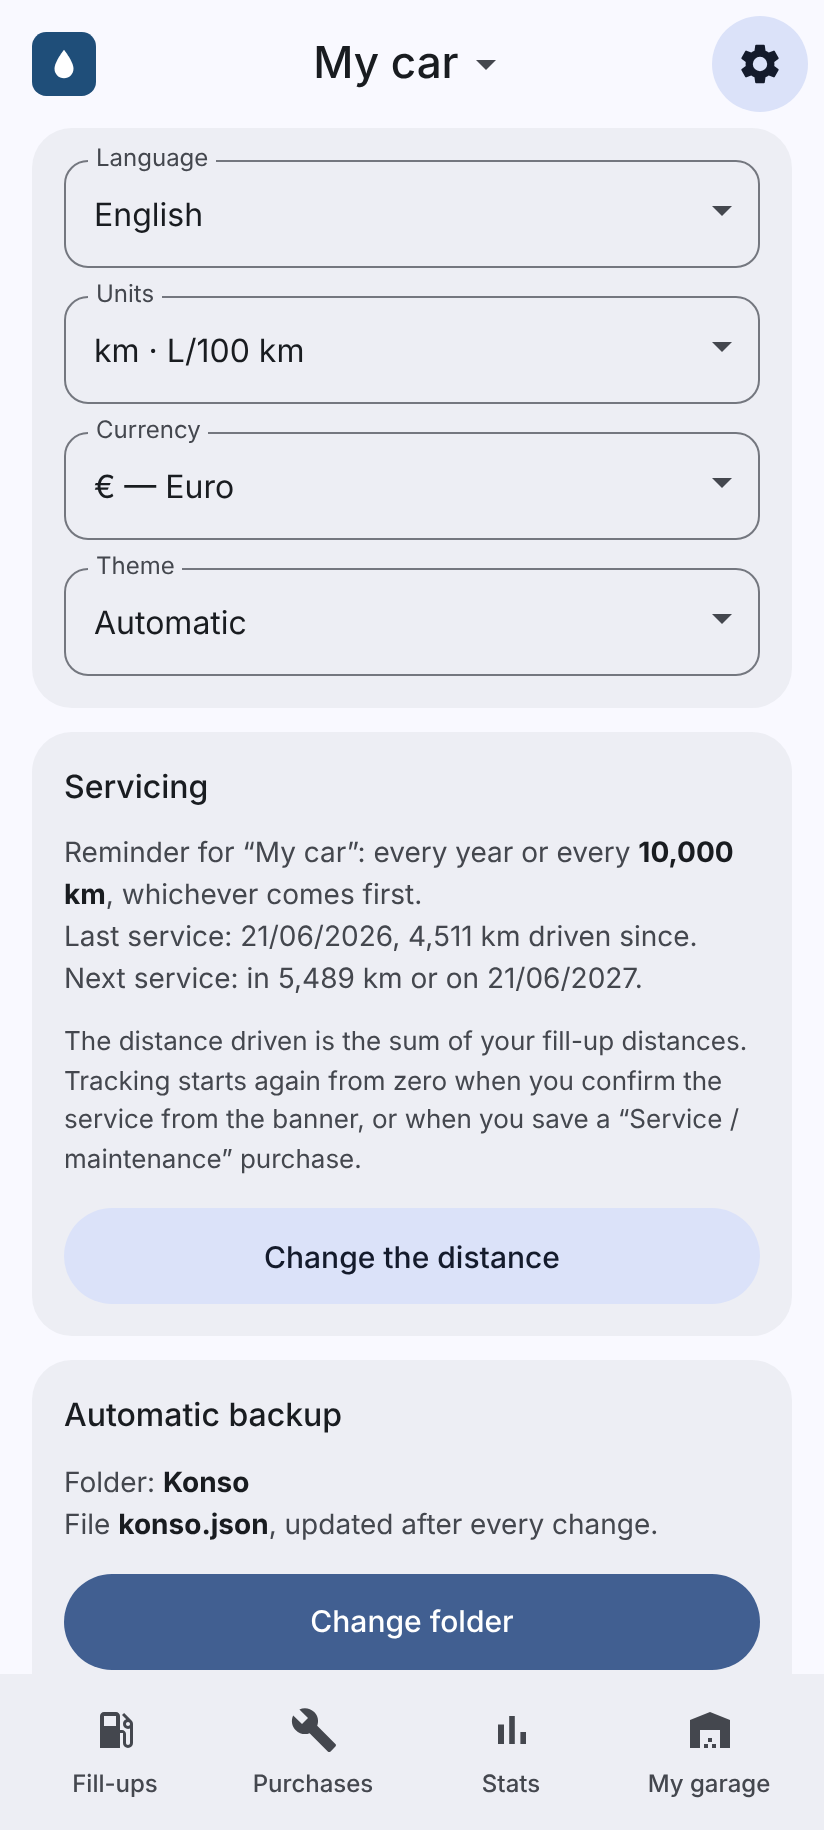 My car
Language
English
Units
km · L/100 km
Currency
€ — Euro
Theme
Automatic
Servicing
Reminder for “My car”: every year or every 10,000
km, whichever comes first.
Last service: 21/06/2026, 4,511 km driven since.
Next service: in 5,489 km or on 21/06/2027.
The distance driven is the sum of your fill-up distances.
Tracking starts again from zero when you confirm the
service from the banner, or when you save a “Service /
maintenance” purchase.
Change the distance
Automatic backup
Folder: Konso
File konso.json, updated after every change.
Change folder
Fill-ups
Purchases
Stats
My garage